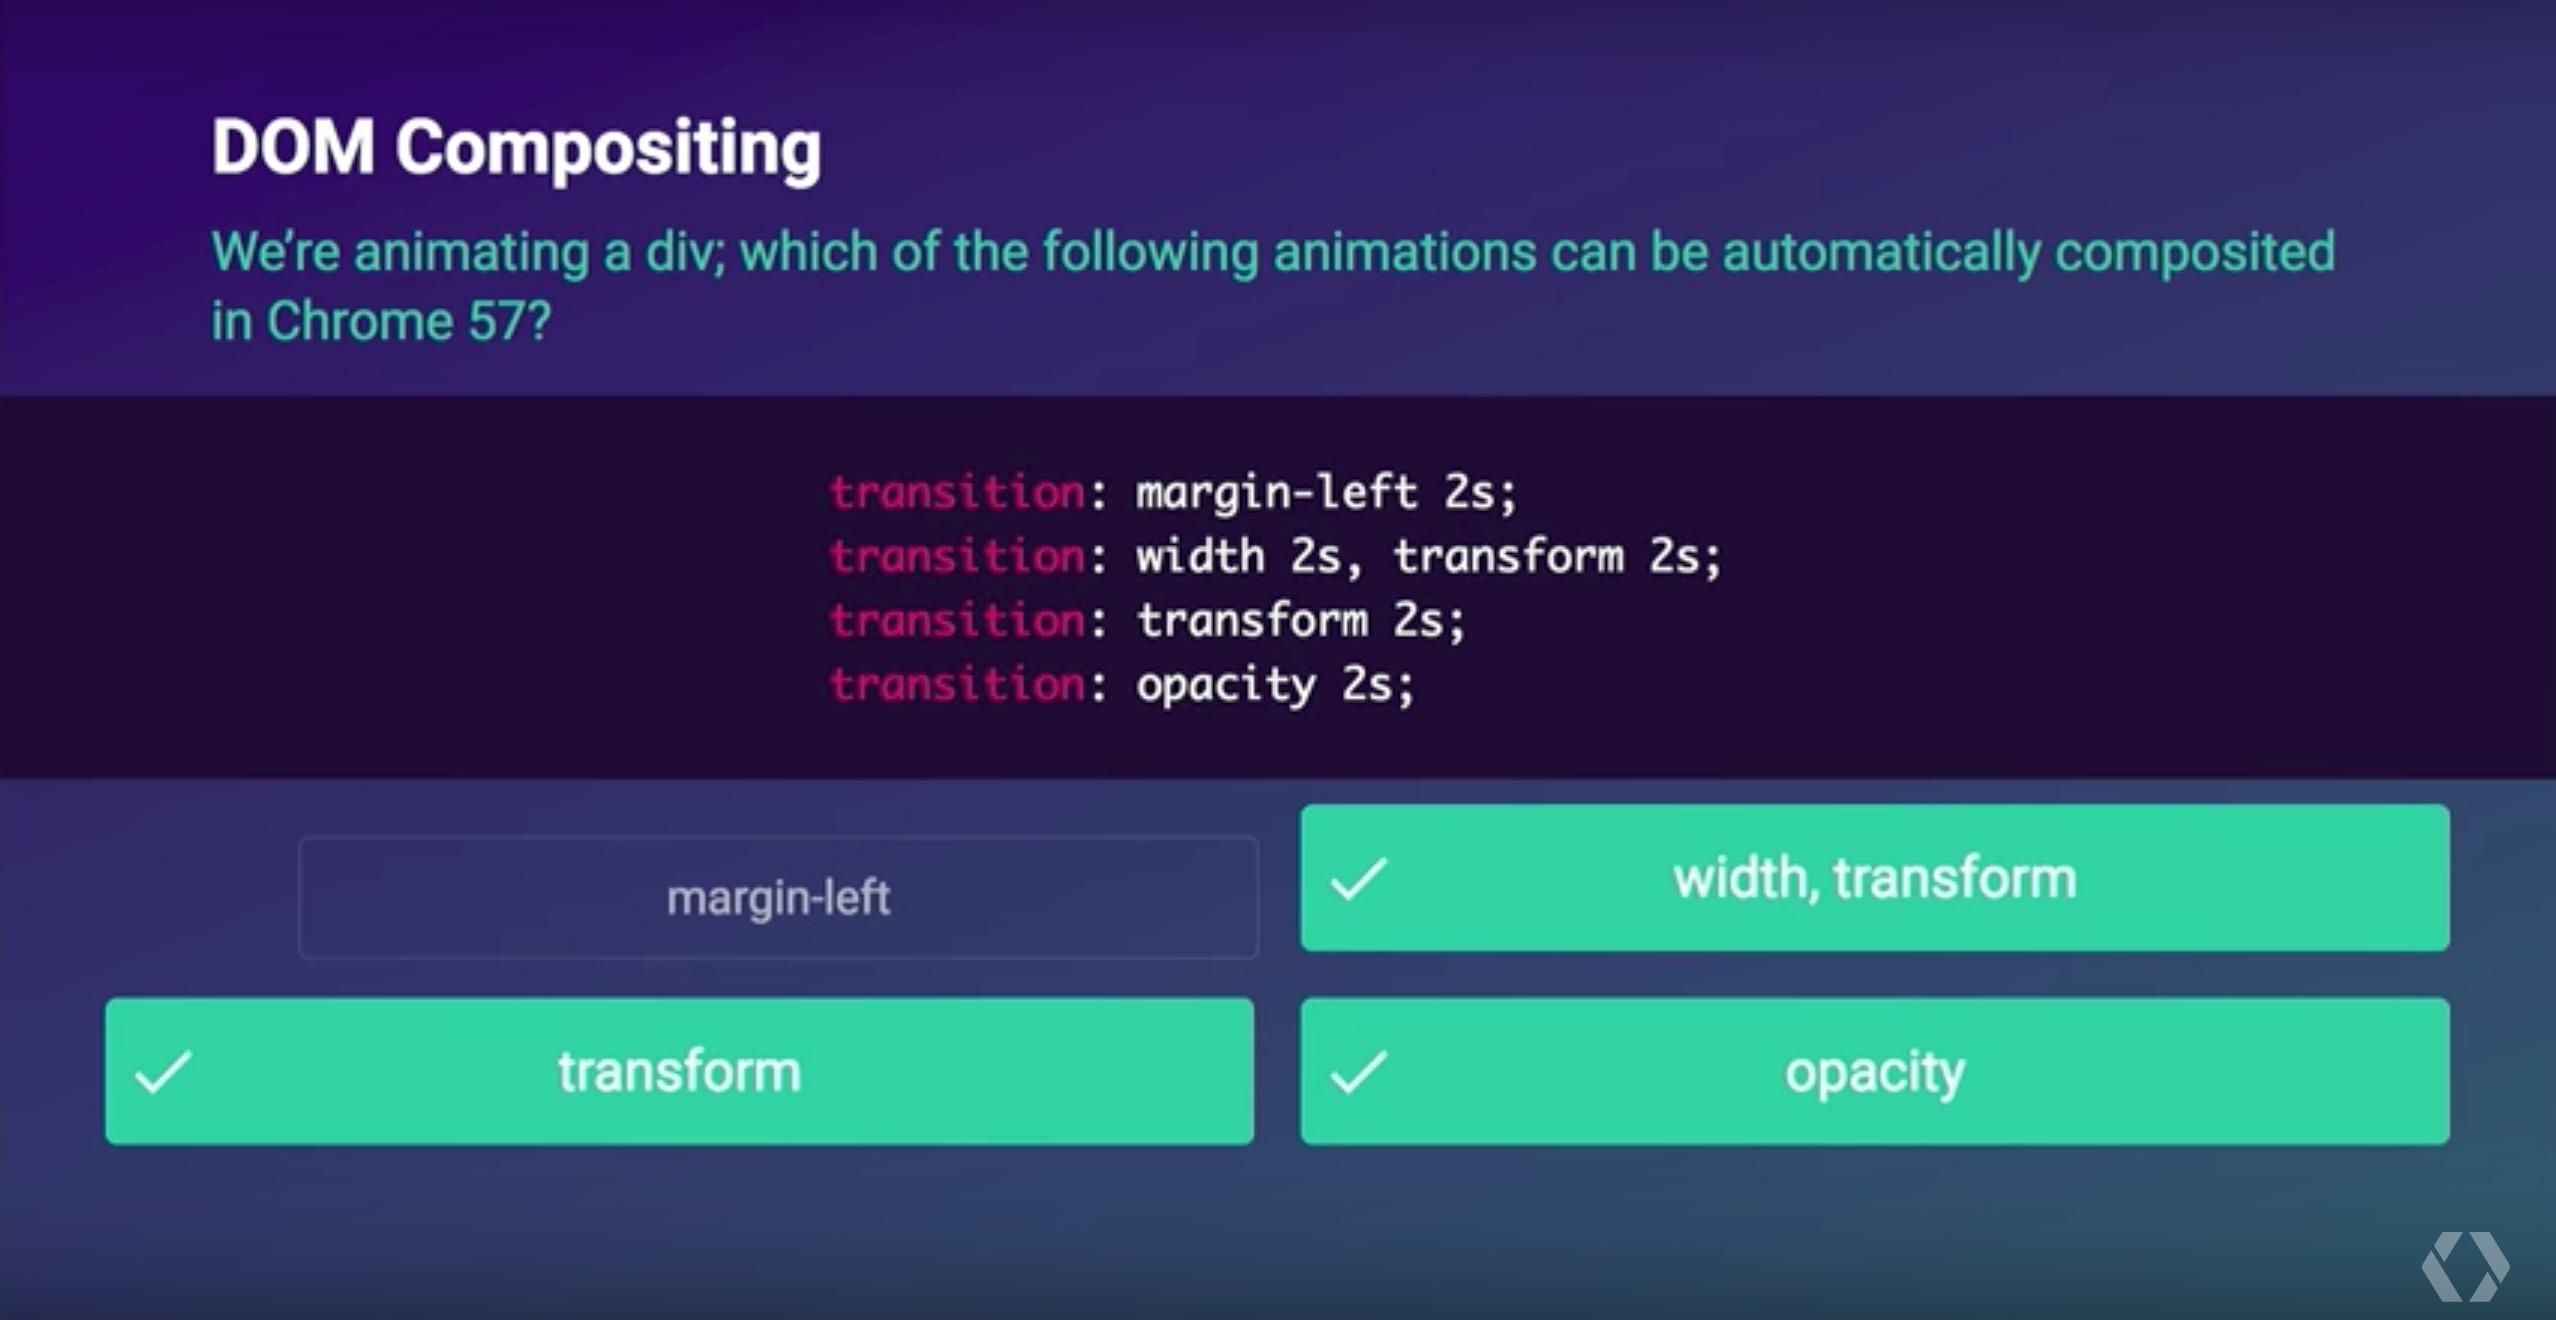 DOM Compositing
We’re animating a div; which of the following animations can be automatically composited
in Chrome 57?
transition: margin-left 2s;
transition: width 2s, transform 2s;
transition: transform 2s;
transition: opacity 2s;
margin-left
width, transform
transform
opacity